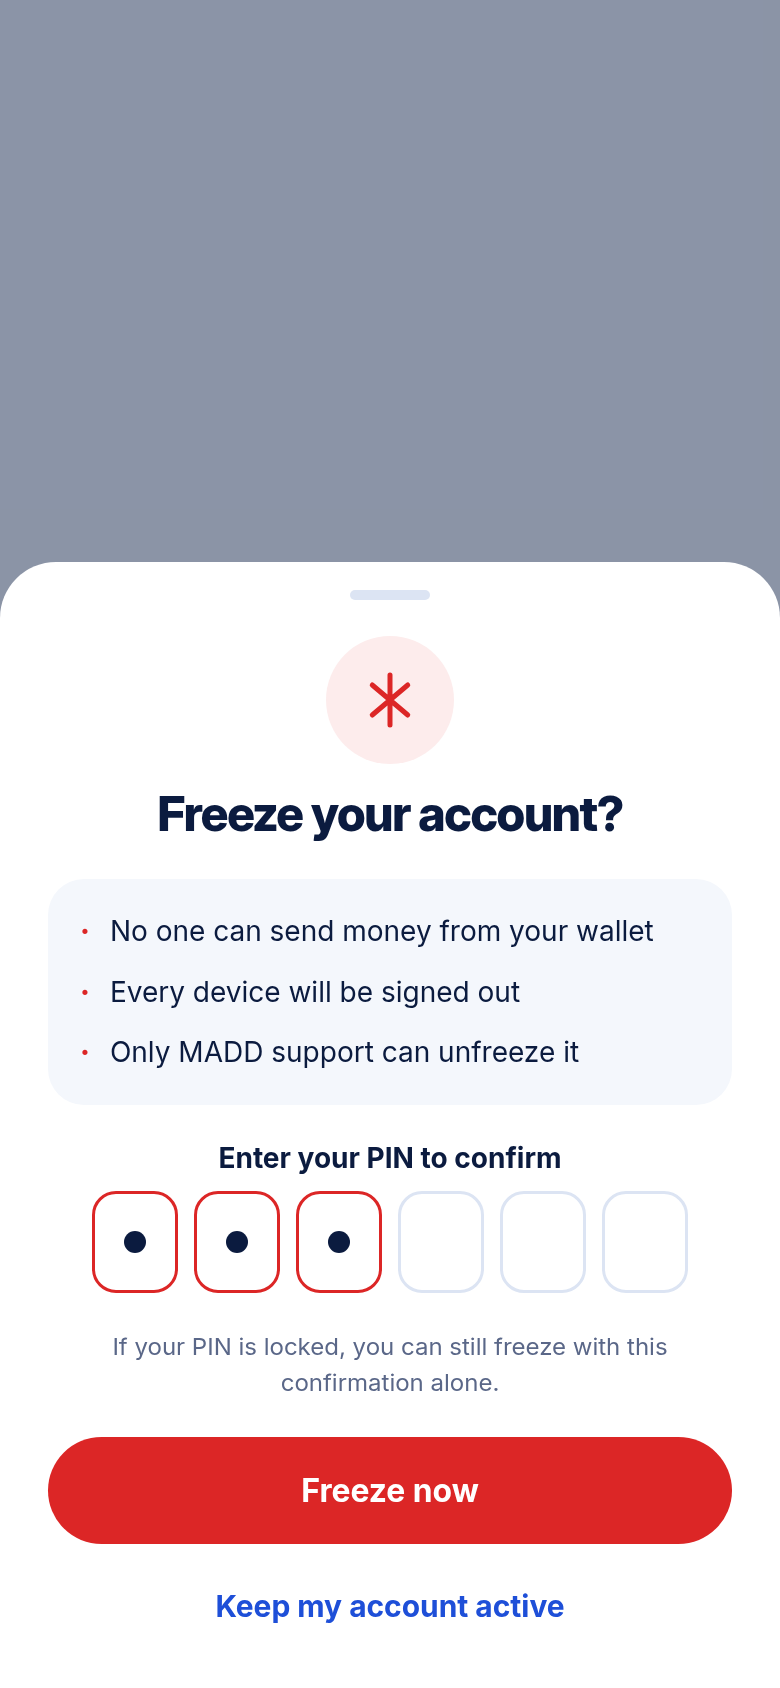 Freeze your account?
· No one can send money from your wallet
· Every device will be signed out
· Only MADD support can unfreeze it
Enter your PIN to confirm
If your PIN is locked, you can still freeze with this
confirmation alone.
Freeze now
Keep my account active